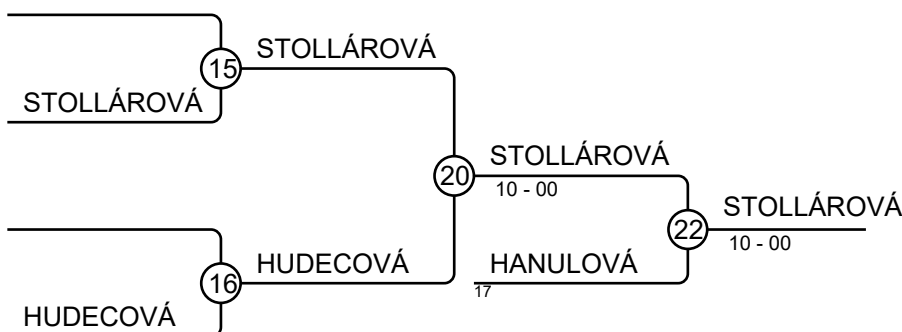 STOLLÁROVÁ
15
STOLLÁROVÁ
STOLLÁROVÁ
20
10 - 00
STOLLÁROVÁ
22
10 - 00
HUDECOVÁ
HANULOVÁ
16
17
HUDECOVÁ